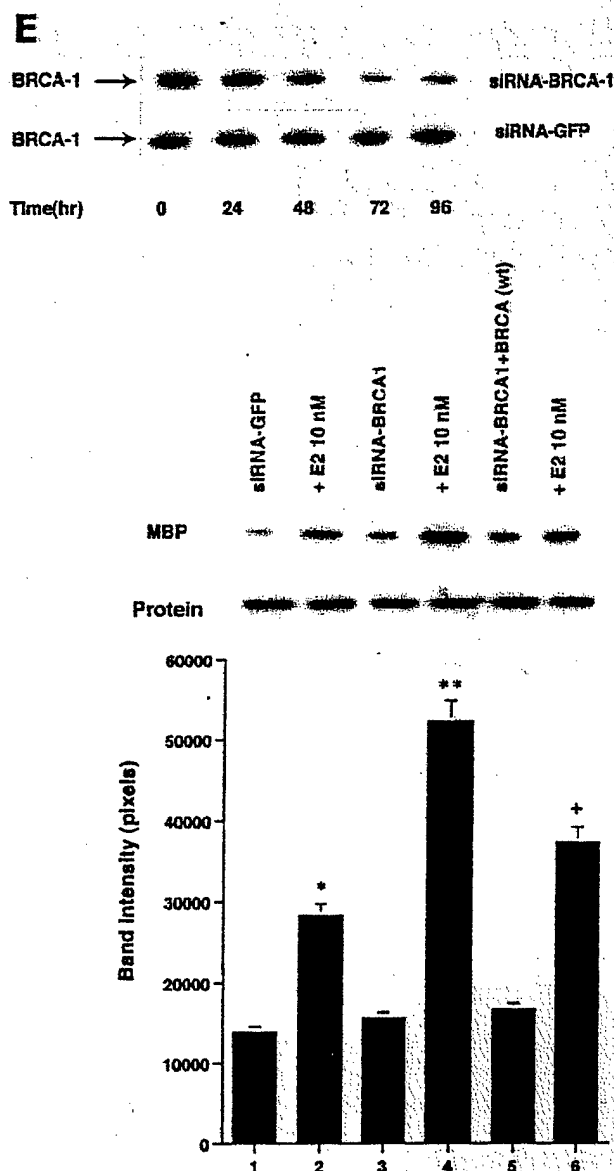 E
BRCA-1 → siRNA-BRCA-1
BRCA-1 → siRNA-GFP
Time(hr) 0 24 48 72 96
siRNA-GFP
+ E2 10 nM
siRNA-BRCA1
+ E2 10 nM
siRNA-BRCA1+BRCA (wt)
+ E2 10 nM
MBP
Protein
Band intensity (pixels)
60000
50000
40000
30000
20000
10000
0
*
**
+
1 2 3 4 5 6